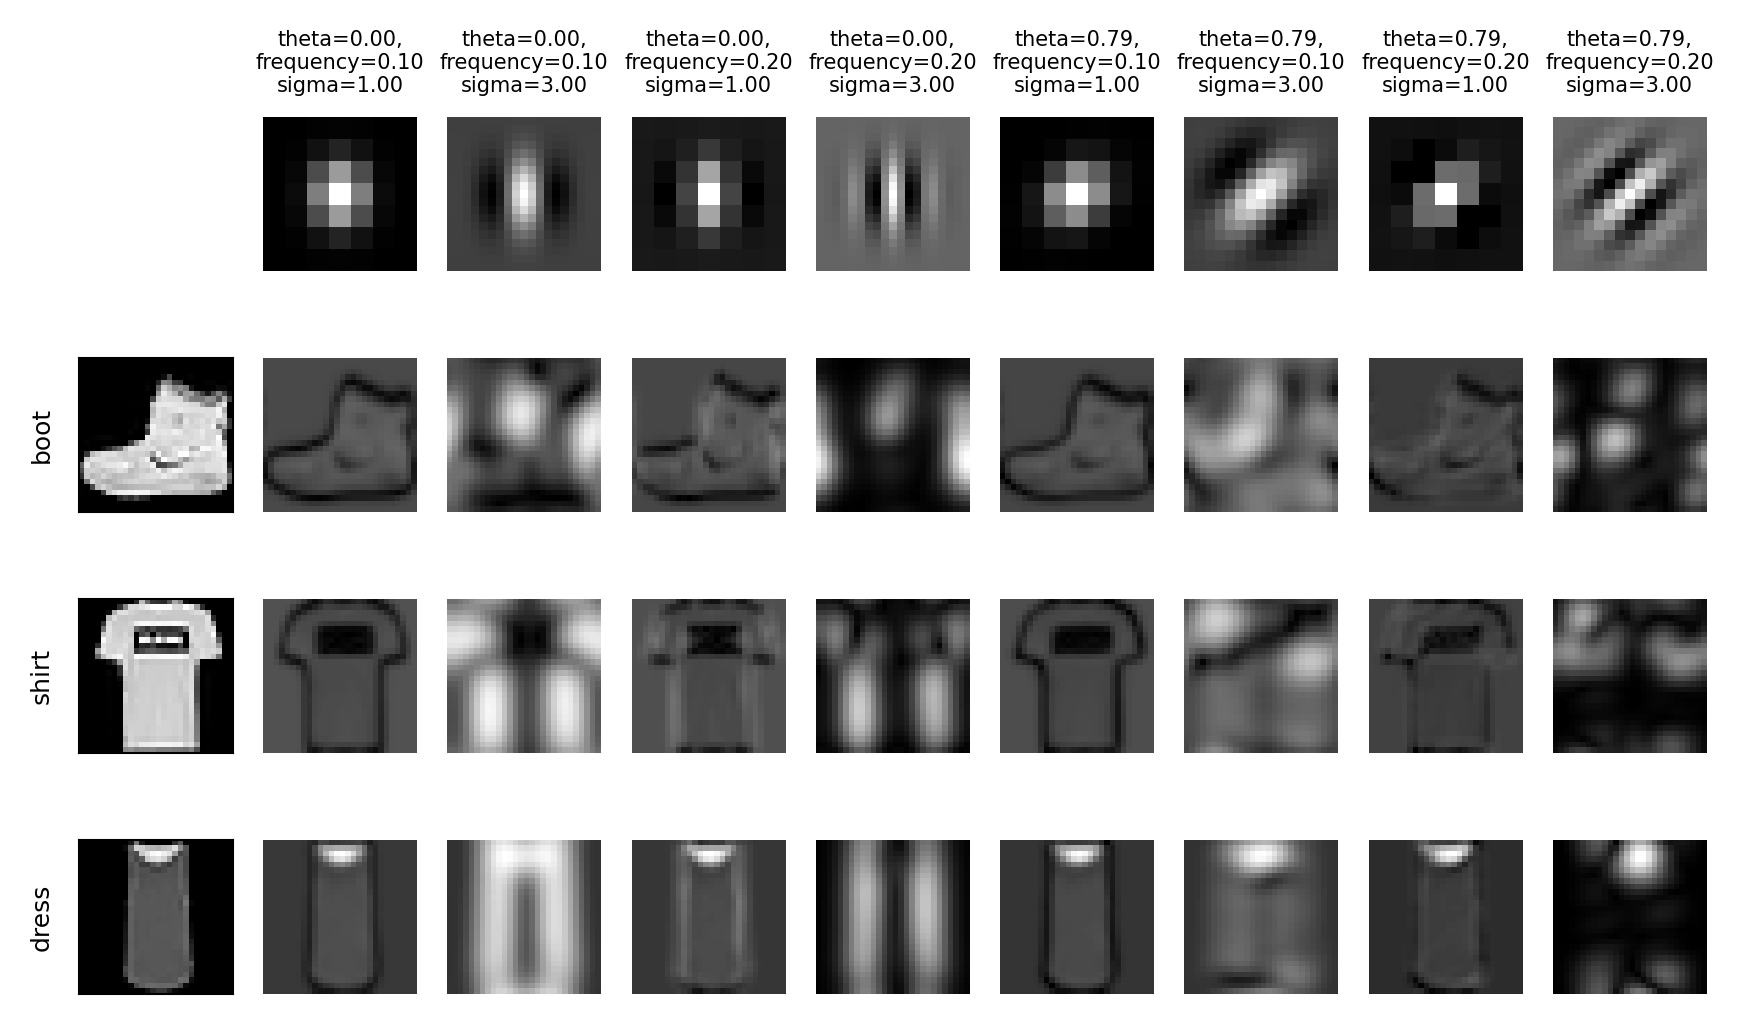 theta=0.00,
frequency=0.10
sigma=1.00
theta=0.00,
frequency=0.10
sigma=3.00
theta=0.00,
frequency=0.20
sigma=1.00
theta=0.00,
frequency=0.20
sigma=3.00
theta=0.79,
frequency=0.10
sigma=1.00
theta=0.79,
frequency=0.10
sigma=3.00
theta=0.79,
frequency=0.20
sigma=1.00
theta=0.79,
frequency=0.20
sigma=3.00
boot
shirt
dress